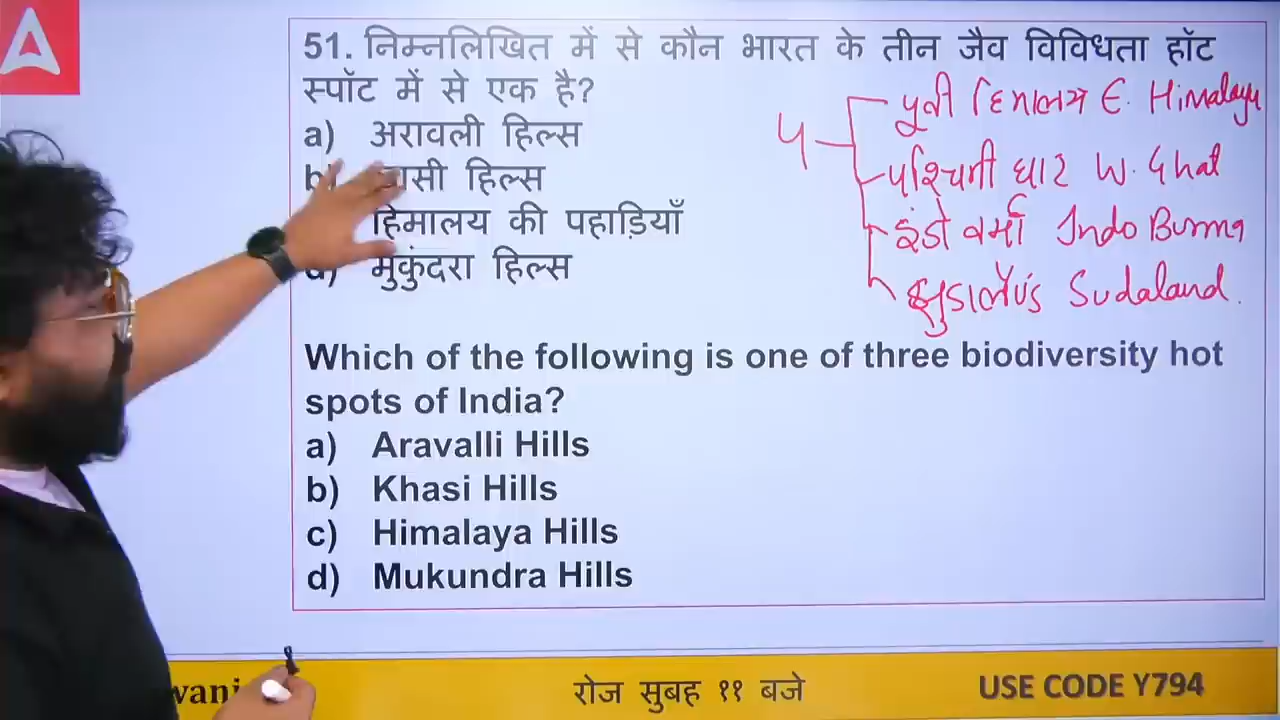 51. निम्नलिखित में से कौन भारत के तीन जैव विविधता हॉट
स्पॉट में से एक है?
a) अरावली हिल्स
हिल्स
हिमालय की पहाड़ियाँ
मुकुंदरा हिल्स
पूर्वी हिमालय E. Himalaya
पश्चिमी घाट W. Ghat
इंडो बर्मा Indo Burma
Sudaland.
Which of the following is one of three biodiversity hot
spots of India?
a) Aravalli Hills
b) Khasi Hills
c) Himalaya Hills
d) Mukundra Hills
wani
रोज सुबह ११ बजे
USE CODE Y794